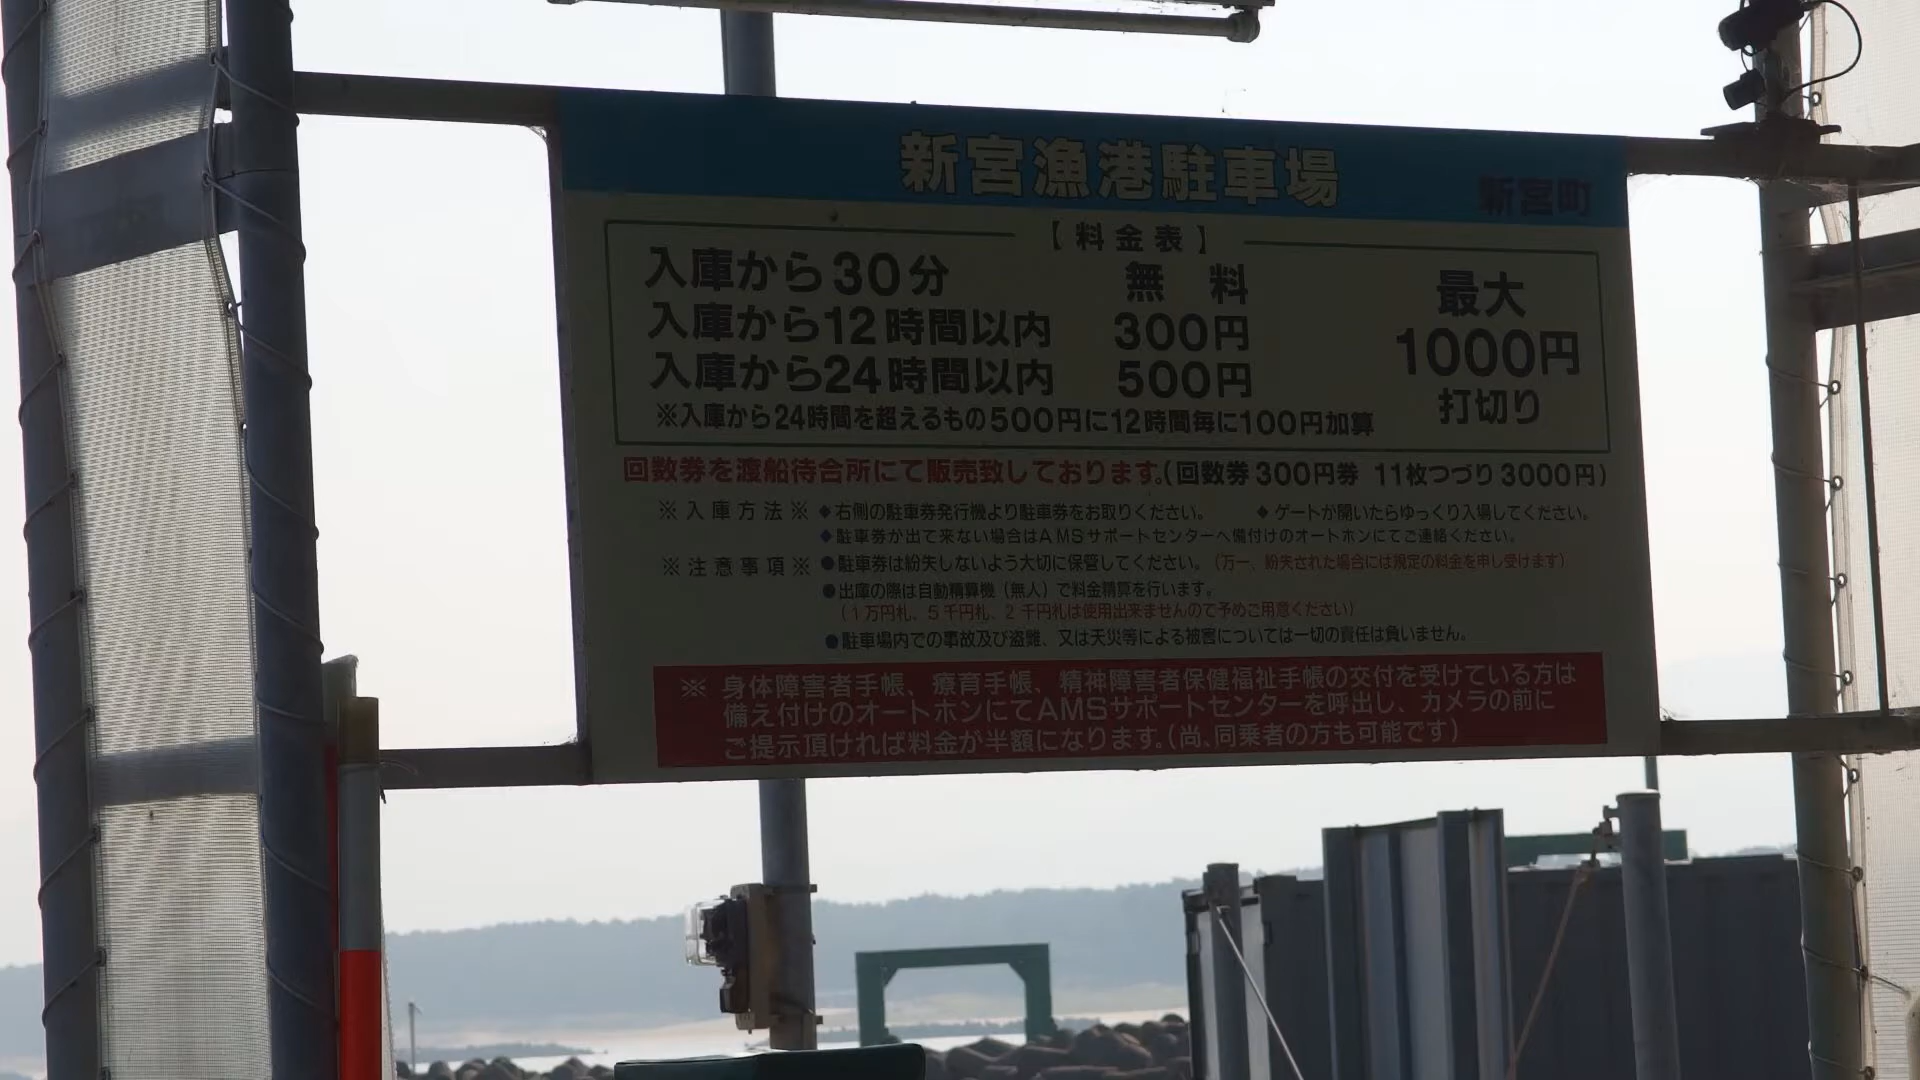 新宮漁港駐車場 新宮町
【料金表】
入庫から30分 無 料
入庫から12時間以内 300円
入庫から24時間以内 500円
※入庫から24時間を超えるもの500円に12時間毎に100円加算
最大
1000円
打切り
回数券を渡船待合所にて販売致しております。(回数券300円券 11枚つづり3000円)
※入庫方法※ ◆右側の駐車券発行機より駐車券をお取りください。 ◆ゲートが開いたらゆっくり入場してください。
◆駐車券が出て来ない場合はAMSサポートセンターへ備付けのオートホンにてご連絡ください。
※注意事項※ ●駐車券は紛失しないよう大切に保管してください。(万一、紛失された場合には規定の料金を申し受けます)
●出庫の際は自動精算機(無人)で料金精算を行います。
(1万円札、5千円札、2千円札は使用出来ませんので予めご用意ください)
●駐車場内での事故及び盗難、又は天災等による被害については一切の責任は負いません。
※ 身体障害者手帳、療育手帳、精神障害者保健福祉手帳の交付を受けている方は
備え付けのオートホンにてAMSサポートセンターを呼出し、カメラの前に
ご提示頂ければ料金が半額になります。(尚、同乗者の方も可能です)